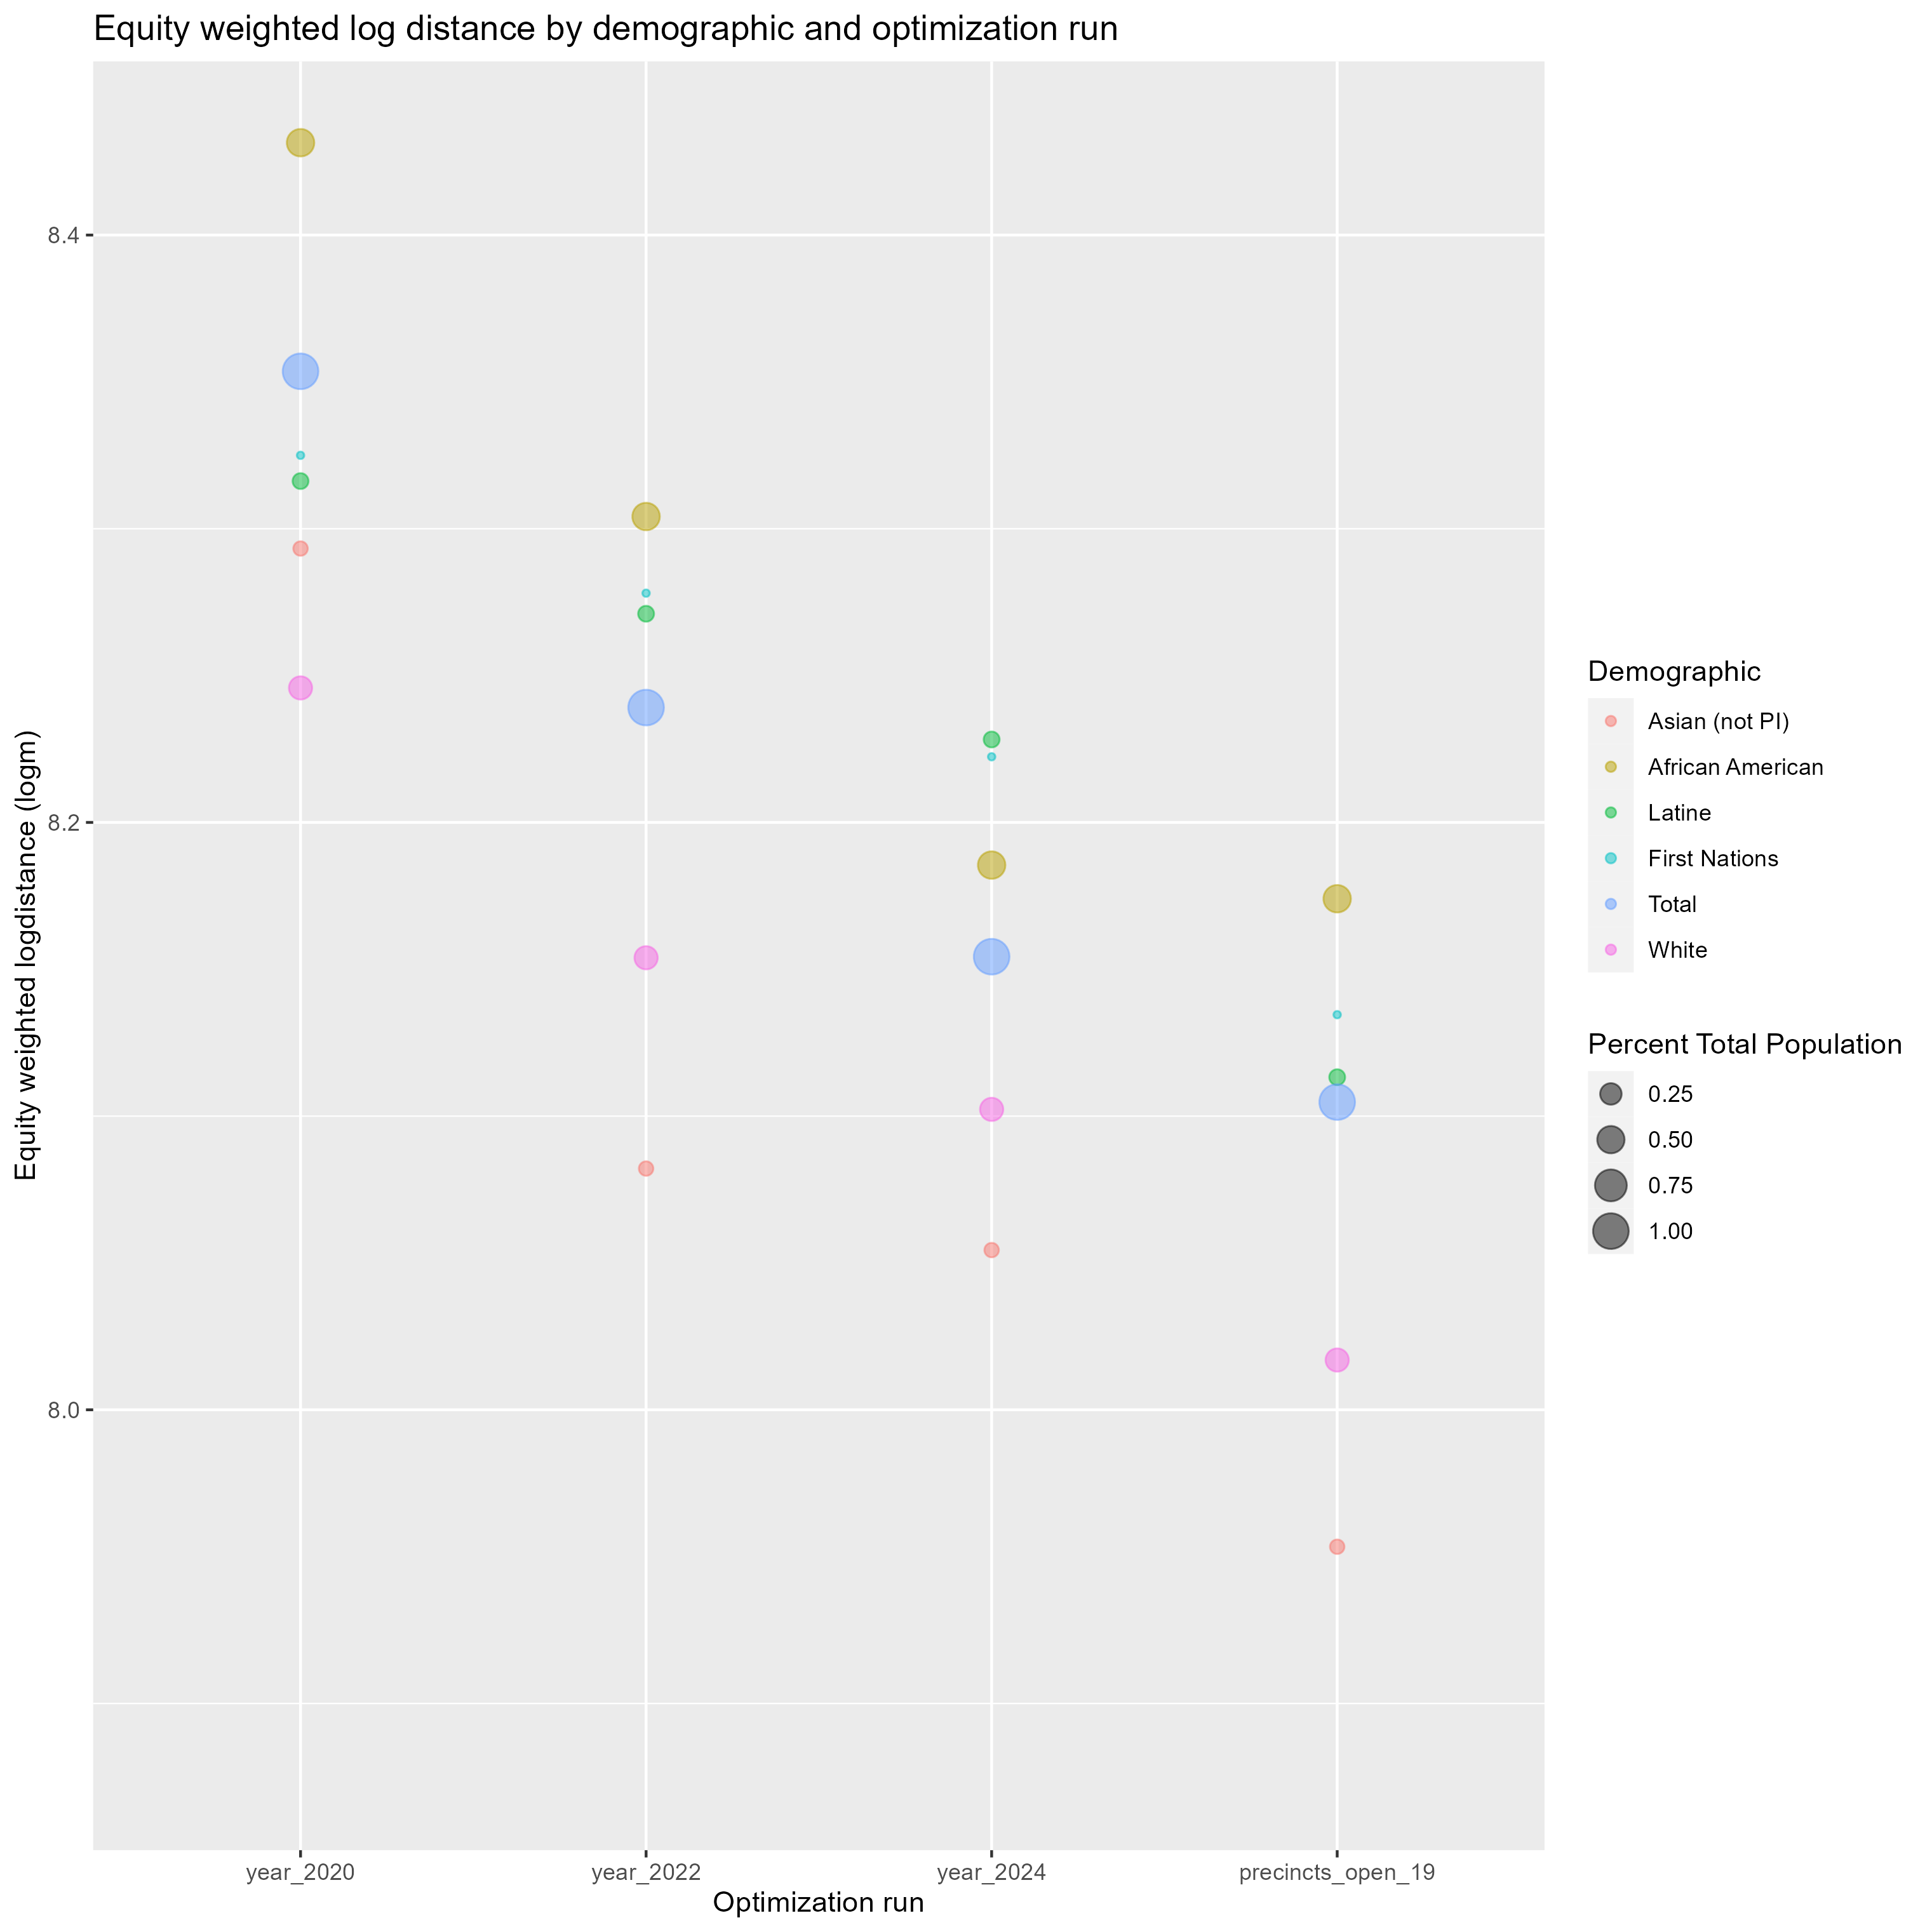 Equity weighted log distance by demographic and optimization run
Equity weighted logdistance (logm)
8.4
8.2
8.0
year_2020
year_2022
year_2024
precincts_open_19
Optimization run
Demographic
Asian (not PI)
African American
Latine
First Nations
Total
White
Percent Total Population
0.25
0.50
0.75
1.00